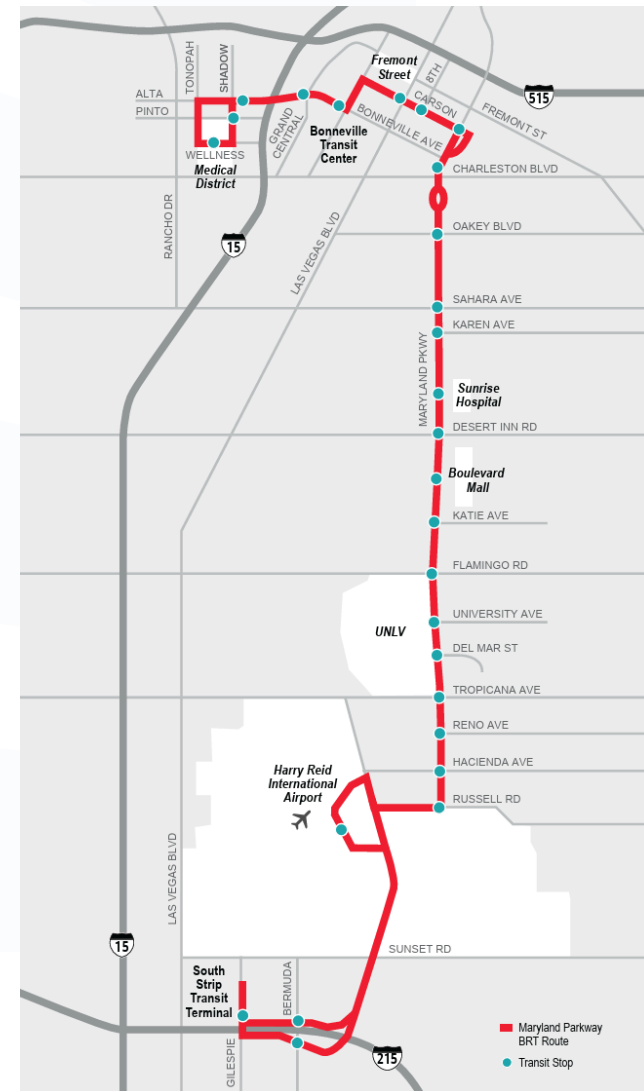 TONOPAH
SHADOW
Fremont
Street
8TH
515
ALTA
CARSON
PINTO
FREMONT ST
GRAND
CENTRAL
BONNEVILLE AVE
Bonneville
Transit
Center
WELLNESS
Medical
District
CHARLESTON BLVD
RANCHO DR
LAS VEGAS BLVD
15
OAKEY BLVD
SAHARA AVE
KAREN AVE
MARYLAND PKWY
Sunrise
Hospital
DESERT INN RD
Boulevard
Mall
KATIE AVE
FLAMINGO RD
UNIVERSITY AVE
UNLV
DEL MAR ST
TROPICANA AVE
RENO AVE
HACIENDA AVE
Harry Reid
International
Airport
RUSSELL RD
LAS VEGAS BLVD
15
SUNSET RD
South
Strip
Transit
Terminal
BERMUDA
GILESPIE
215
Maryland Parkway
BRT Route
Transit Stop